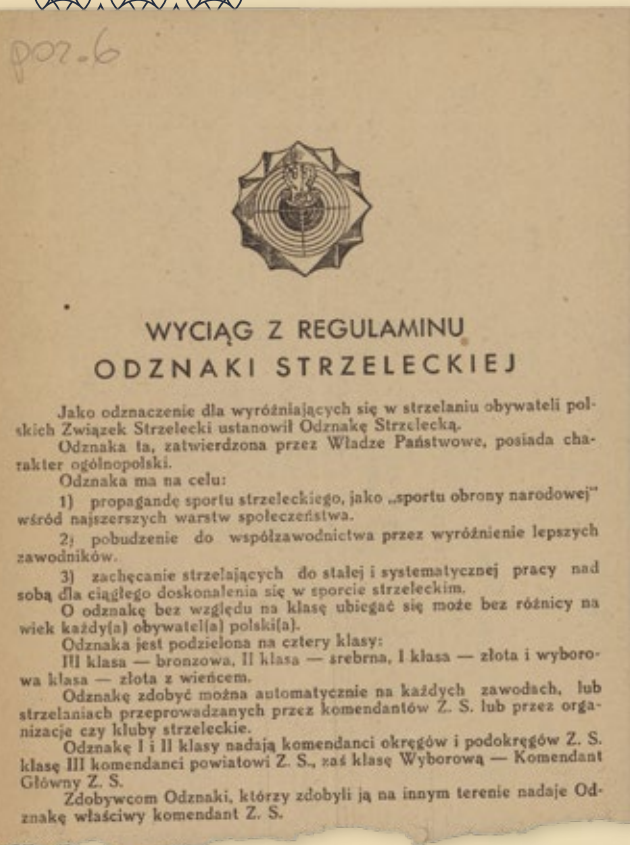 poz. 6
WYCIĄG Z REGULAMINU
ODZNAKI STRZELECKIEJ
Jako odznaczenie dla wyróżniających się w strzelaniu obywateli pol-
skich Związek Strzelecki ustanowił Odznakę Strzelecką.
Odznaka ta, zatwierdzona przez Władze Państwowe, posiada cha-
rakter ogólnopolski.
Odznaka ma na celu:
1) propagandę sportu strzeleckiego, jako „sportu obrony narodowej”
wśród najszerszych warstw społeczeństwa.
2) pobudzenie do współzawodnictwa przez wyróżnienie lepszych
zawodników.
3) zachęcanie strzelających do stałej i systematycznej pracy nad
sobą dla ciągłego doskonalenia się w sporcie strzeleckim.
O odznakę bez względu na klasę ubiegać się może bez różnicy na
wiek każdy(a) obywatel(a) polski(a).
Odznaka jest podzielona na cztery klasy:
III klasa — bronzowa, II klasa — srebrna, I klasa — złota i wyboro-
wa klasa — złota z wieńcem.
Odznakę zdobyć można automatycznie na każdych zawodach, lub
strzelaniach przeprowadzanych przez komendantów Z. S. lub przez orga-
nizacje czy kluby strzeleckie.
Odznakę I i II klasy nadają komendanci okręgów i podokręgów Z. S.
klasę III komendanci powiatowi Z. S., zaś klasę Wyborową — Komendant
Główny Z. S.
Zdobywcom Odznaki, którzy zdobyli ją na innym terenie nadaje Od-
znakę właściwy komendant Z. S.